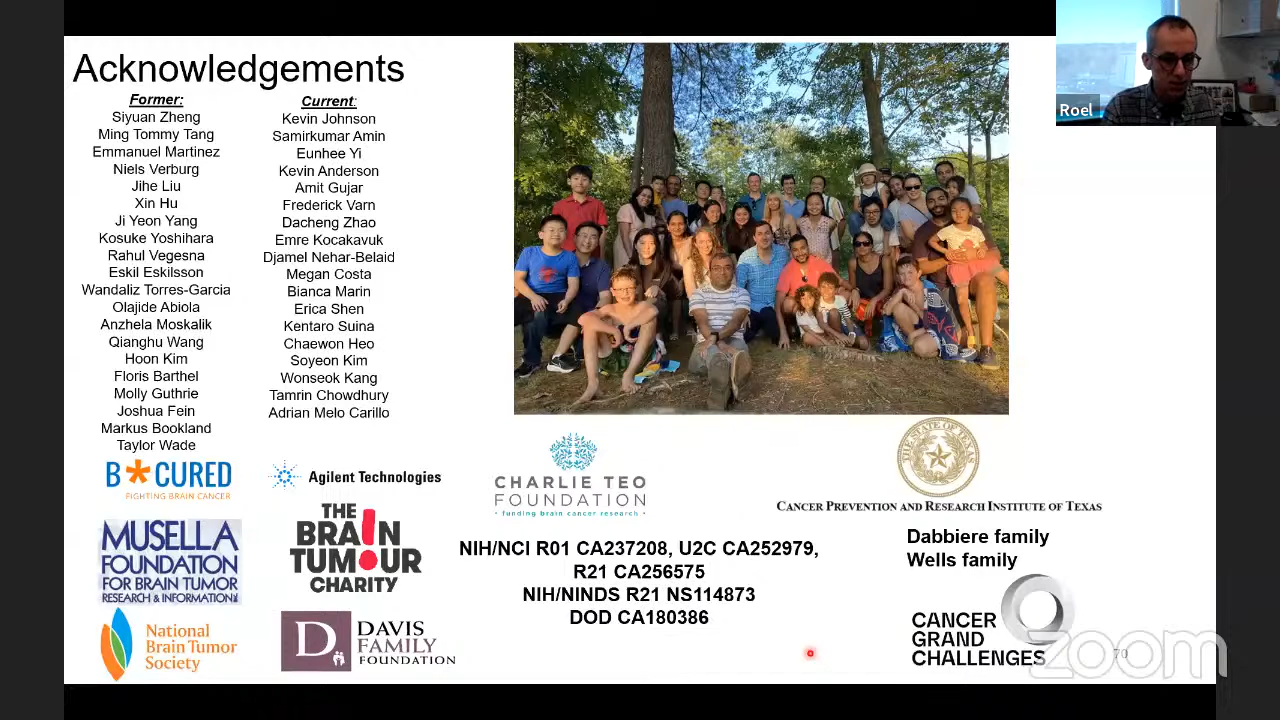 Acknowledgements
Former:
Siyuan Zheng
Ming Tommy Tang
Emmanuel Martinez
Niels Verburg
Jihe Liu
Xin Hu
Ji Yeon Yang
Kosuke Yoshihara
Rahul Vegesna
Eskil Eskilsson
Wandaliz Torres-Garcia
Olajide Abiola
Anzhela Moskalik
Qianghu Wang
Hoon Kim
Floris Barthel
Molly Guthrie
Joshua Fein
Markus Bookland
Taylor Wade
Current:
Kevin Johnson
Samirkumar Amin
Eunhee Yi
Kevin Anderson
Amit Gujar
Frederick Varn
Dacheng Zhao
Emre Kocakavuk
Djamel Nehar-Belaid
Megan Costa
Bianca Marin
Erica Shen
Kentaro Suina
Chaewon Heo
Soyeon Kim
Wonseok Kang
Tamrin Chowdhury
Adrian Melo Carillo
Roel
B*CURED
FIGHTING BRAIN CANCER
Agilent Technologies
MUSELLA
FOUNDATION
FOR BRAIN TUMOR
RESEARCH & INFORMATION
THE
BRAIN
TUMOUR
CHARITY
National
Brain Tumor
Society
D
DAVIS
FAMILY
FOUNDATION
CHARLIE TEO
FOUNDATION
funding brain cancer research
NIH/NCI R01 CA237208, U2C CA252979,
R21 CA256575
NIH/NINDS R21 NS114873
DOD CA180386
THE STATE OF TEXAS
CANCER PREVENTION AND RESEARCH INSTITUTE OF TEXAS
Dabbiere family
Wells family
CANCER
GRAND
CHALLENGES
70
zoom